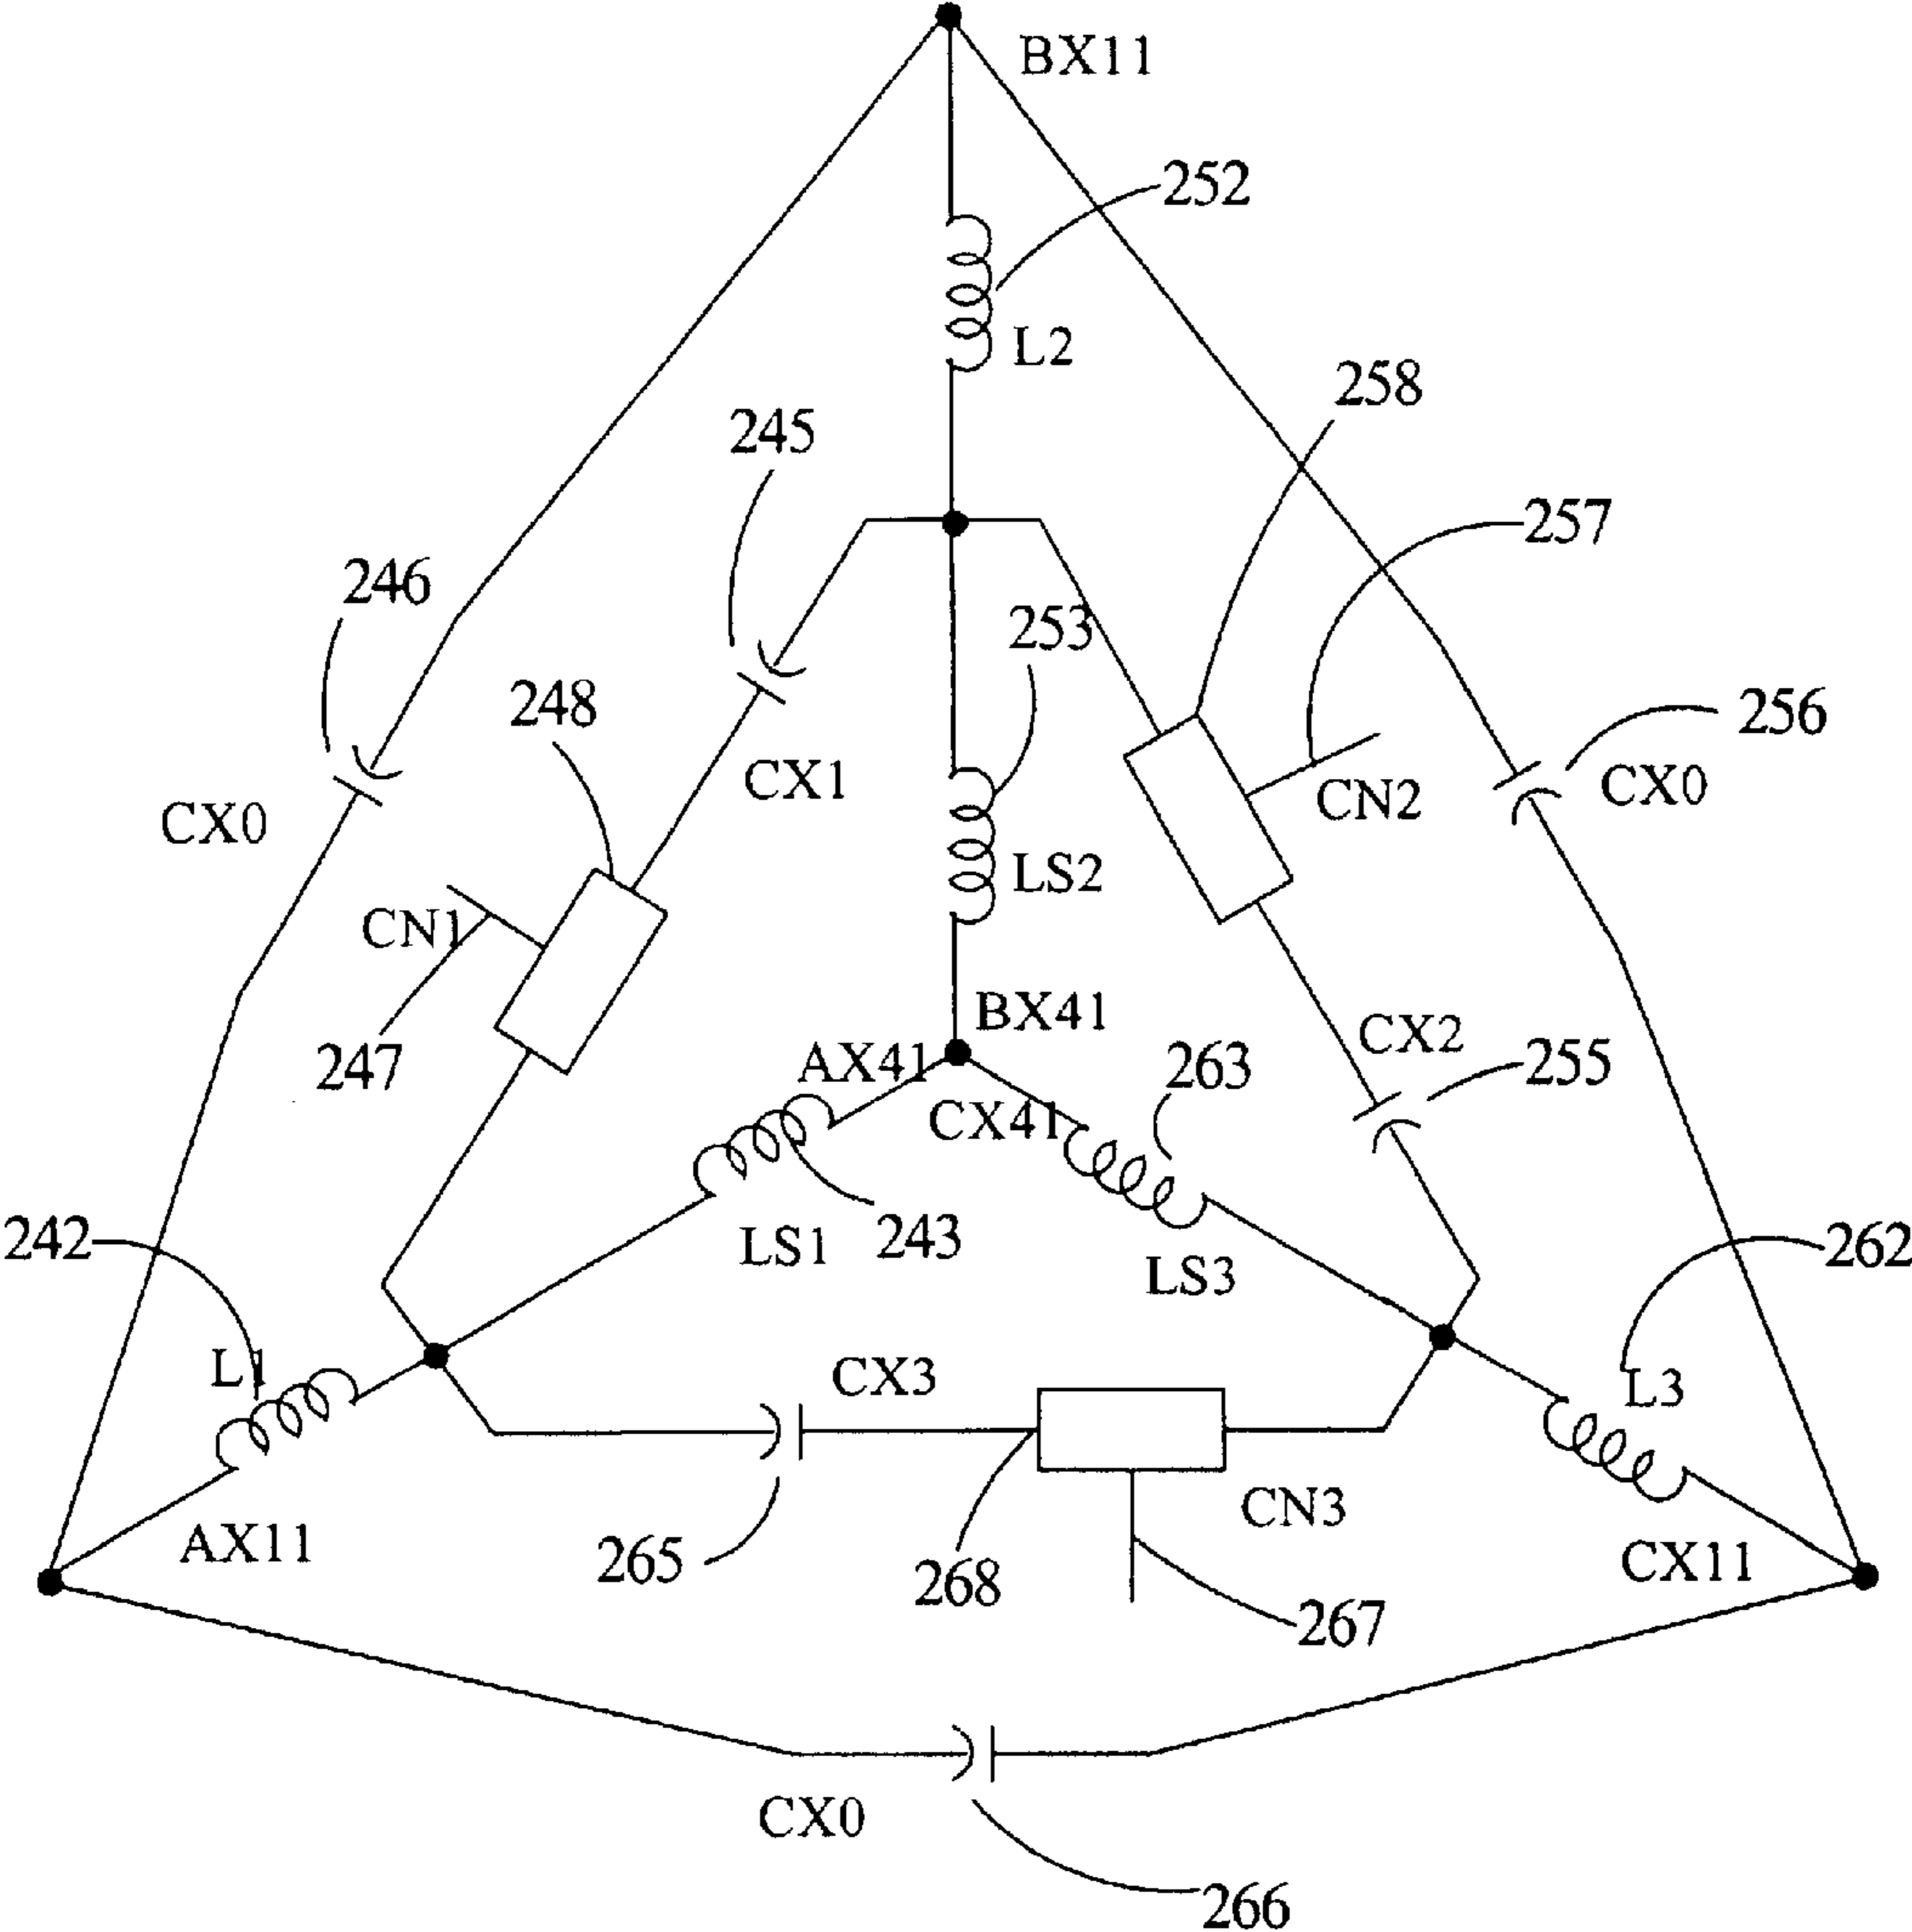 BX11
252
L2
258
245
257
246
253
248
256
CX1
CX0
CN2
CX0
LS2
CN1
BX41
CX2
AX41
263
255
247
CX41
242
LS1
243
262
LS3
L1
CX3
L3
CN3
AX11
265
CX11
268
267
CX0
266